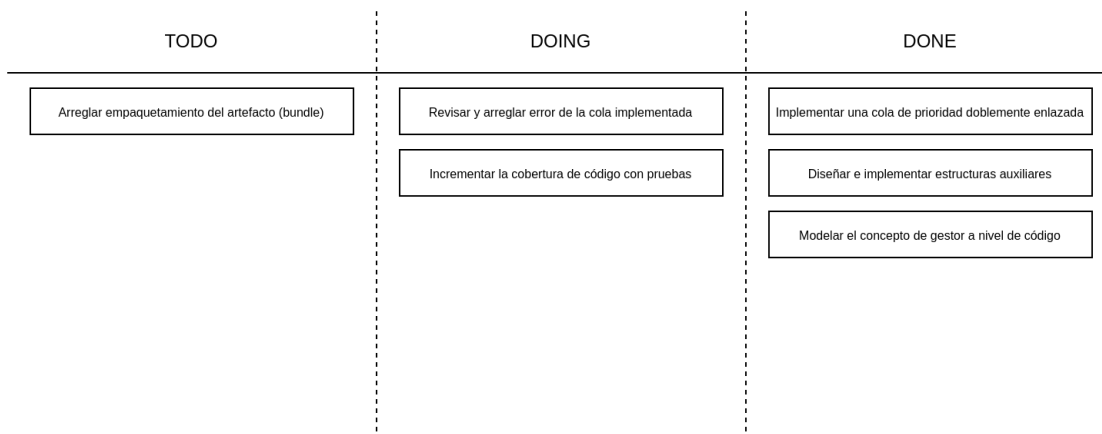 TODO
DOING
DONE
Arreglar empaquetamiento del artefacto (bundle)
Revisar y arreglar error de la cola implementada
Implementar una cola de prioridad doblemente enlazada
Incrementar la cobertura de código con pruebas
Diseñar e implementar estructuras auxiliares
Modelar el concepto de gestor a nivel de código